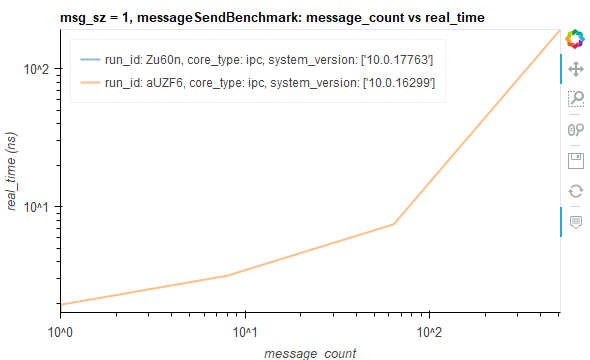 msg_sz = 1, messageSendBenchmark: message_count vs real_time
run_id: Zu60n, core_type: ipc, system_version: ['10.0.17763']
run_id: aUZF6, core_type: ipc, system_version: ['10.0.16299']
10^2
10^1
real_time (ns)
10^0
10^1
10^2
message_count